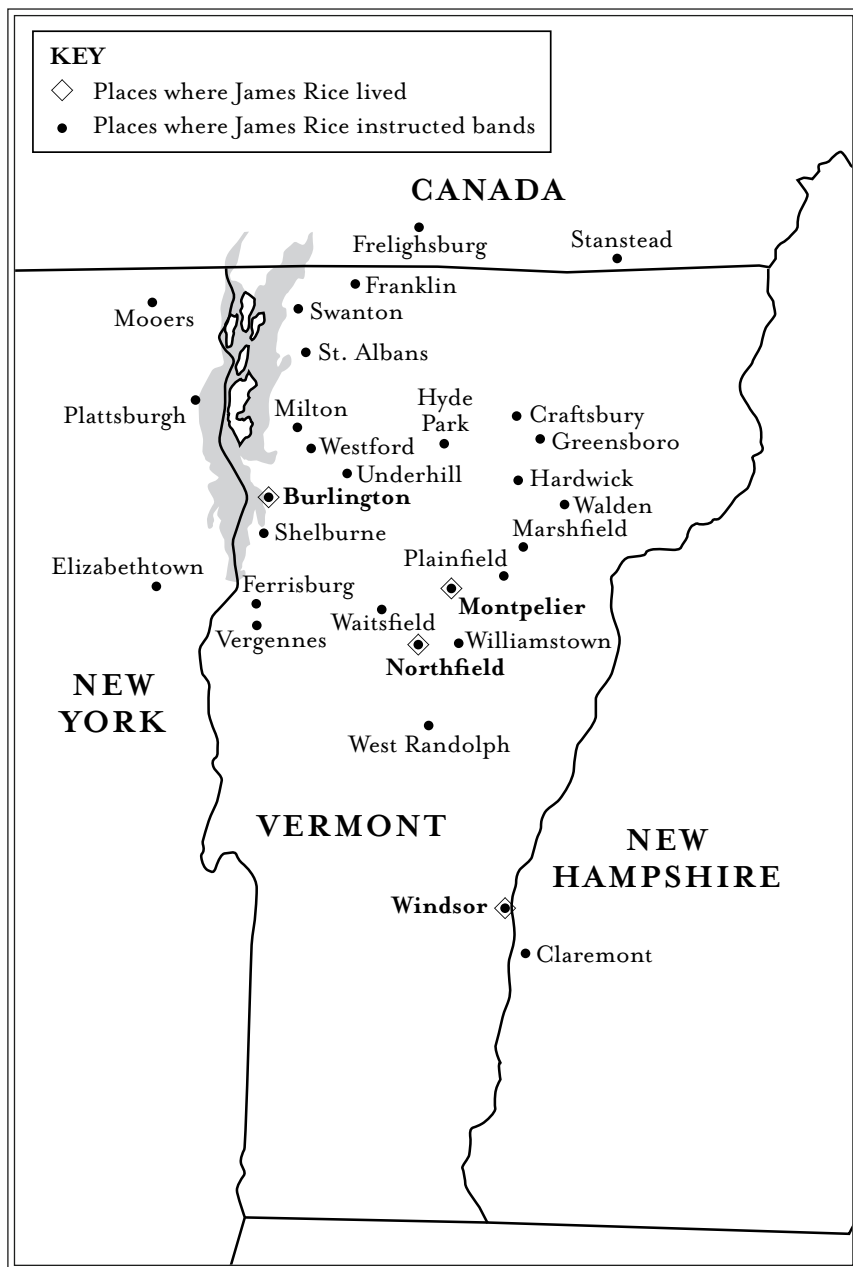 KEY
Places where James Rice lived
Places where James Rice instructed bands
CANADA
Frelighsburg
Stanstead
Franklin
Mooers
Swanton
St. Albans
Plattsburgh
Hyde
Park
Milton
Craftsbury
Westford
Greensboro
Underhill
Hardwick
Burlington
Walden
Shelburne
Marshfield
Plainfield
Elizabethtown
Ferrisburg
Montpelier
Waitsfield
Vergennes
Williamstown
Northfield
NEW
YORK
West Randolph
VERMONT
NEW
HAMPSHIRE
Windsor
Claremont